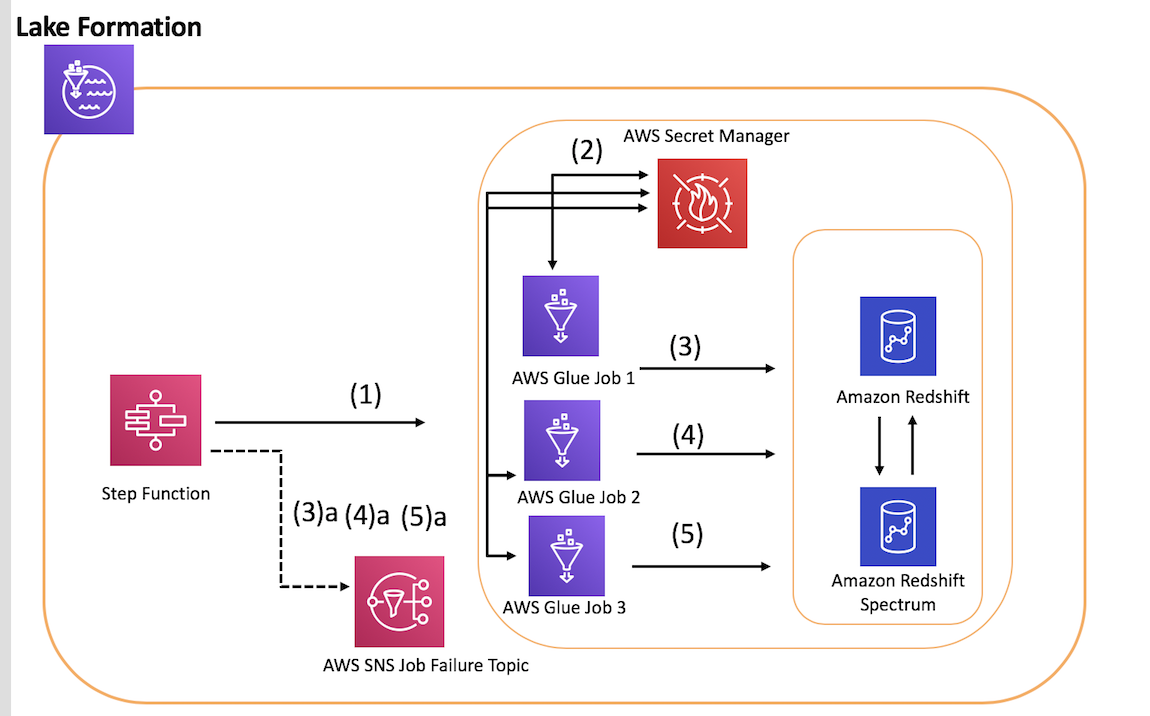 Lake Formation
AWS Secret Manager
(2)
(3)
AWS Glue Job 1
(1)
Amazon Redshift
(4)
Step Function
AWS Glue Job 2
(3)a (4)a (5)a
(5)
Amazon Redshift
Spectrum
AWS Glue Job 3
AWS SNS Job Failure Topic